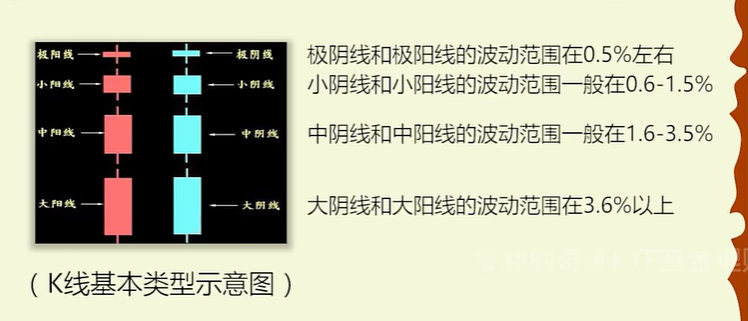 极阳线 极阴线 极阴线和极阳线的波动范围在0.5%左右
小阳线 小阴线 小阴线和小阳线的波动范围一般在0.6-1.5%
中阳线 中阴线 中阴线和中阳线的波动范围一般在1.6-3.5%
大阳线 大阴线 大阴线和大阳线的波动范围在3.6%以上
（K线基本类型示意图）